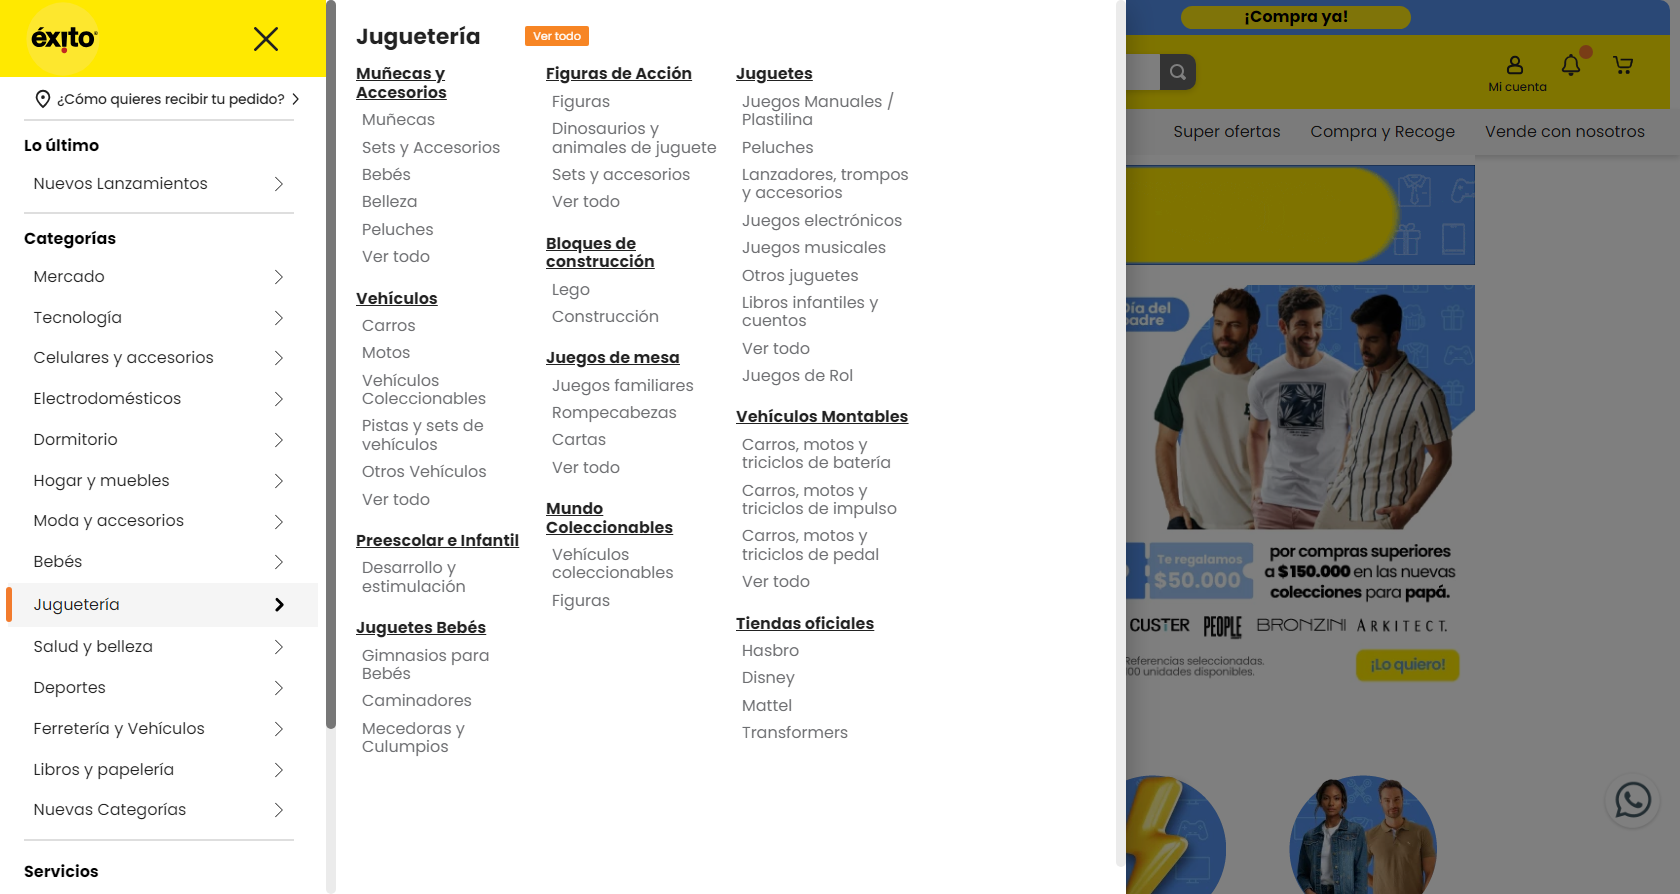 éxito
¿Cómo quieres recibir tu pedido?
Lo último
Nuevos Lanzamientos
Categorías
Mercado
Tecnología
Celulares y accesorios
Electrodomésticos
Dormitorio
Hogar y muebles
Moda y accesorios
Bebés
Juguetería
Salud y belleza
Deportes
Ferretería y Vehículos
Libros y papelería
Nuevas Categorías
Servicios
Juguetería
Ver todo
Muñecas y
Accesorios
Muñecas
Sets y Accesorios
Bebés
Belleza
Peluches
Ver todo
Vehículos
Carros
Motos
Vehículos
Coleccionables
Pistas y sets de
vehículos
Otros Vehículos
Ver todo
Preescolar e Infantil
Desarrollo y
estimulación
Juguetes Bebés
Gimnasios para
Bebés
Caminadores
Mecedoras y
Culumpios
Figuras de Acción
Figuras
Dinosaurios y
animales de juguete
Sets y accesorios
Ver todo
Bloques de
construcción
Lego
Construcción
Juegos de mesa
Juegos familiares
Rompecabezas
Cartas
Ver todo
Mundo
Coleccionables
Vehículos
coleccionables
Figuras
Juguetes
Juegos Manuales /
Plastilina
Peluches
Lanzadores, trompos
y accesorios
Juegos electrónicos
Juegos musicales
Otros juguetes
Libros infantiles y
cuentos
Ver todo
Juegos de Rol
Vehículos Montables
Carros, motos y
triciclos de batería
Carros, motos y
triciclos de impulso
Carros, motos y
triciclos de pedal
Ver todo
Tiendas oficiales
Hasbro
Disney
Mattel
Transformers
¡Compra ya!
Mi cuenta
Super ofertas
Compra y Recoge
Vende con nosotros
Día del
padre
Te regalamos
$50.000
por compras superiores
a $150.000 en las nuevas
colecciones para papá.
CUSTER
PEOPLE
BRONZINI
ARKITECT.
Referencias seleccionadas.
00 unidades disponibles.
¡Lo quiero!